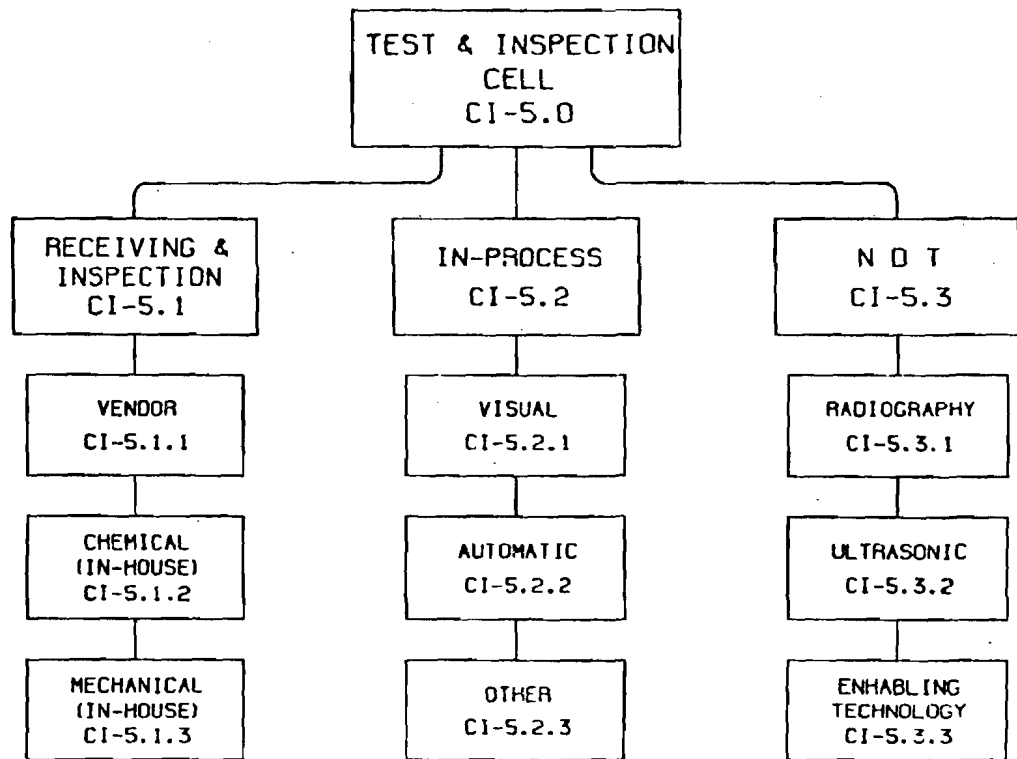 TEST & INSPECTION
CELL
CI-5.0
RECEIVING &
INSPECTION
CI-5.1
IN-PROCESS
CI-5.2
N D T
CI-5.3
VENDOR
CI-5.1.1
VISUAL
CI-5.2.1
RADIOGRAPHY
CI-5.3.1
CHEMICAL
(IN-HOUSE)
CI-5.1.2
AUTOMATIC
CI-5.2.2
ULTRASONIC
CI-5.3.2
MECHANICAL
(IN-HOUSE)
CI-5.1.3
OTHER
CI-5.2.3
ENHABLING
TECHNOLOGY
CI-5.3.3